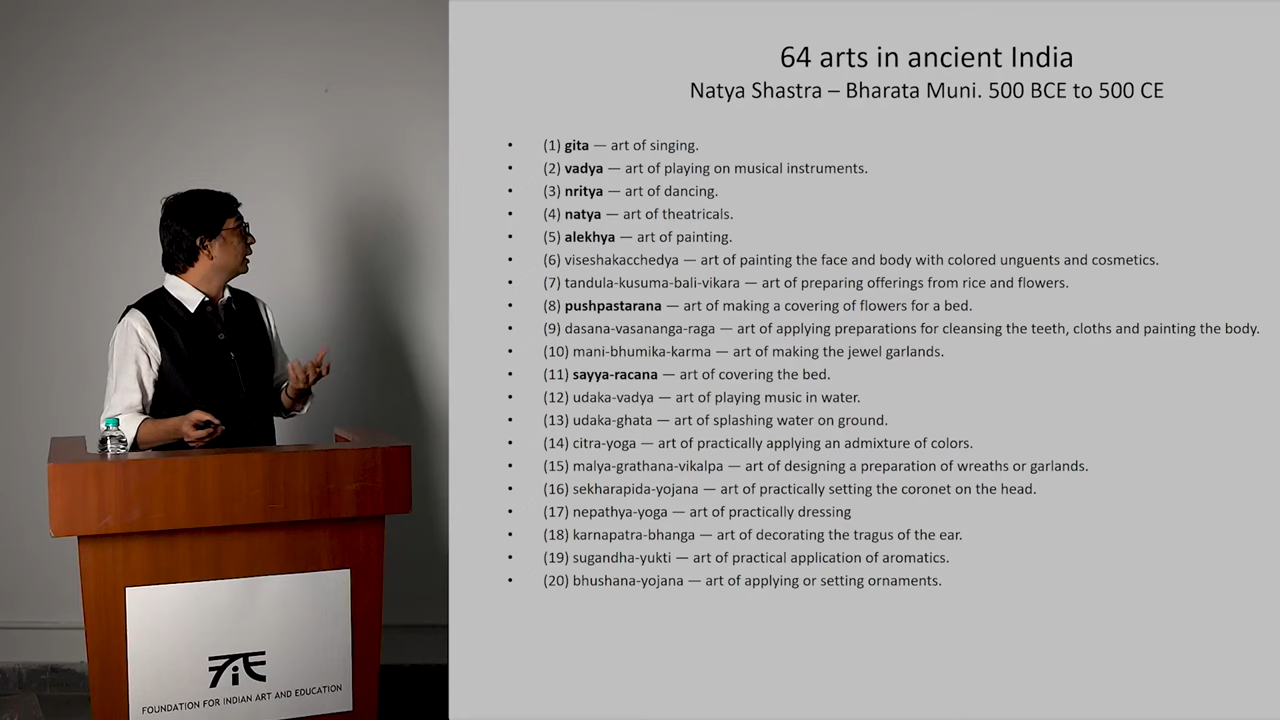 64 arts in ancient India
Natya Shastra – Bharata Muni. 500 BCE to 500 CE
• (1) gita — art of singing.
• (2) vadya — art of playing on musical instruments.
• (3) nritya — art of dancing.
• (4) natya — art of theatricals.
• (5) alekhya — art of painting.
• (6) viseshakacchedya — art of painting the face and body with colored unguents and cosmetics.
• (7) tandula-kusuma-bali-vikara — art of preparing offerings from rice and flowers.
• (8) pushpastarana — art of making a covering of flowers for a bed.
• (9) dasana-vasananga-raga — art of applying preparations for cleansing the teeth, cloths and painting the body.
• (10) mani-bhumika-karma — art of making the jewel garlands.
• (11) sayya-racana — art of covering the bed.
• (12) udaka-vadya — art of playing music in water.
• (13) udaka-ghata — art of splashing water on ground.
• (14) citra-yoga — art of practically applying an admixture of colors.
• (15) malya-grathana-vikalpa — art of designing a preparation of wreaths or garlands.
• (16) sekharapida-yojana — art of practically setting the coronet on the head.
• (17) nepathya-yoga — art of practically dressing
• (18) karnapatra-bhanga — art of decorating the tragus of the ear.
• (19) sugandha-yukti — art of practical application of aromatics.
• (20) bhushana-yojana — art of applying or setting ornaments.
FiAE
FOUNDATION FOR INDIAN ART AND EDUCATION